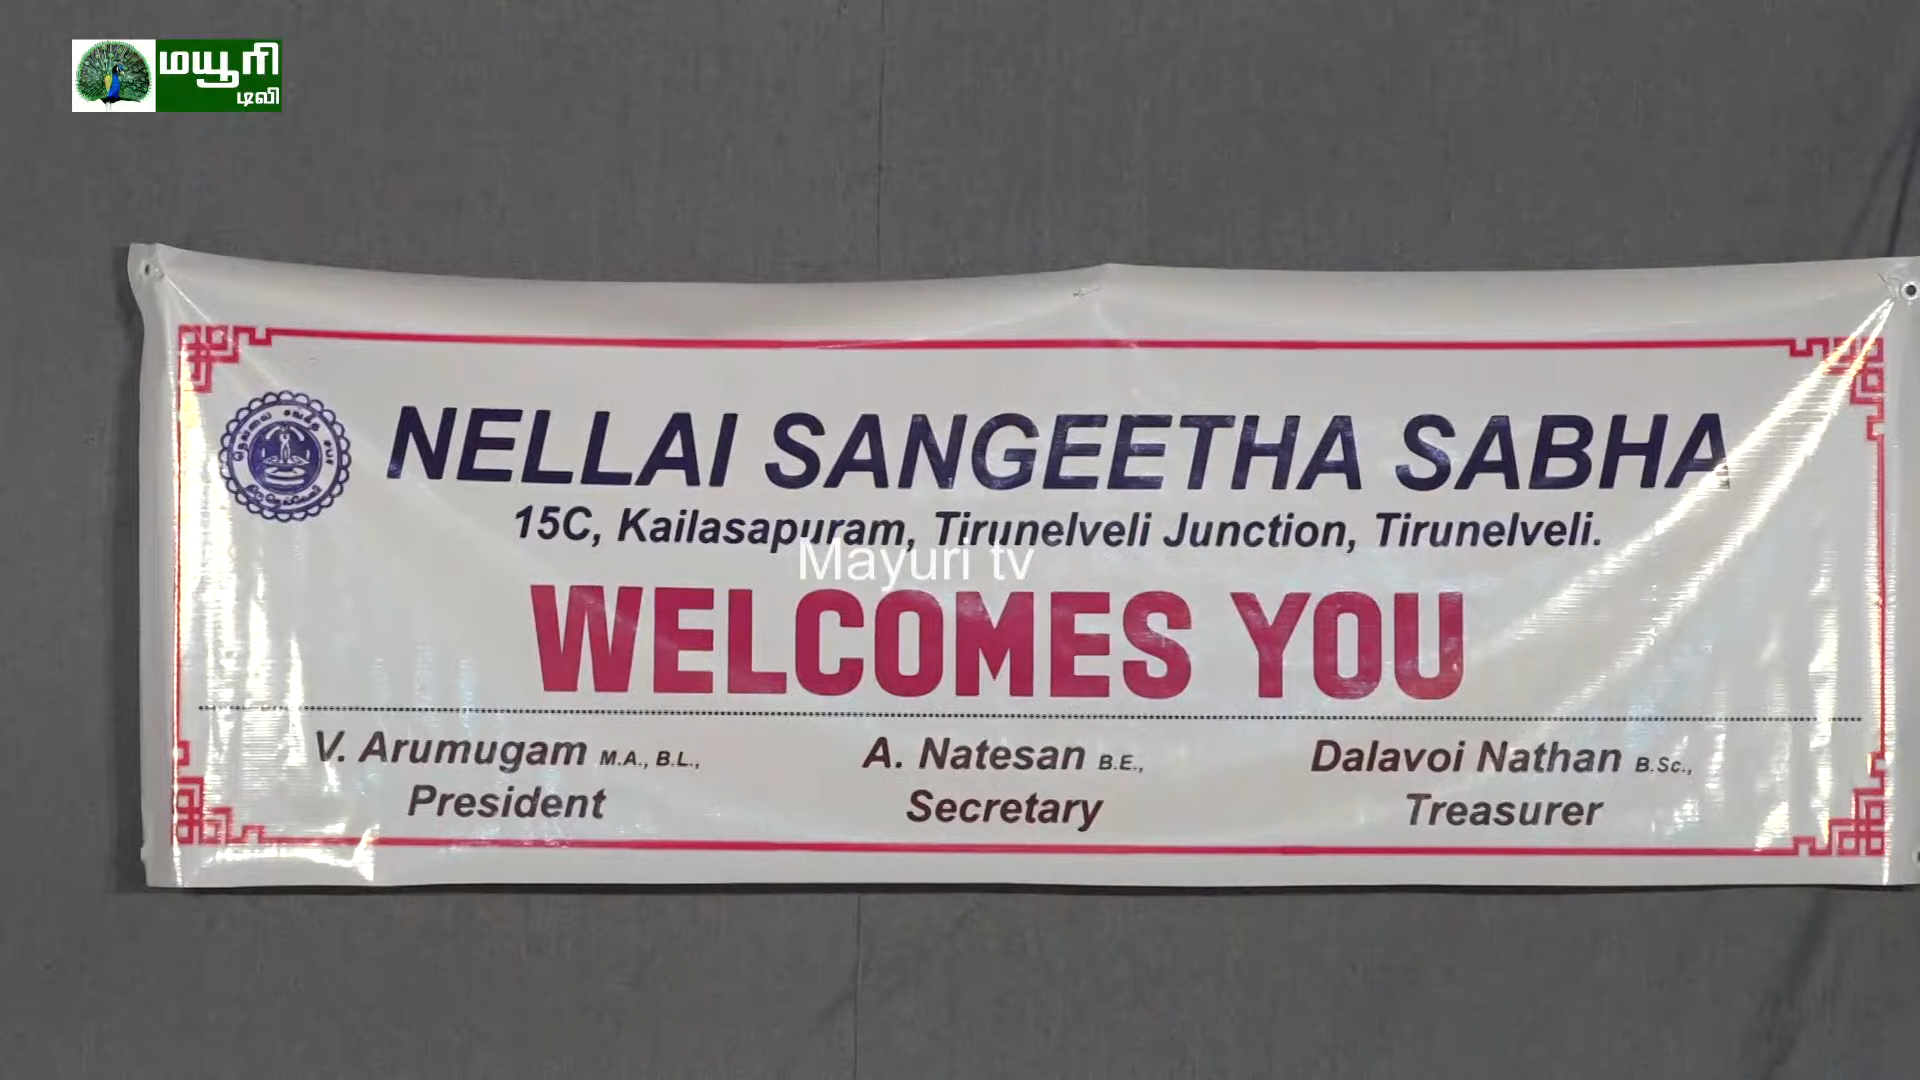 மயூரி
டிவி
NELLAI SANGEETHA SABHA
15C, Kailasapuram, Tirunelveli Junction, Tirunelveli.
Mayuri tv
WELCOMES YOU
V. Arumugam M.A., B.L.,
President
A. Natesan B.E.,
Secretary
Dalavoi Nathan B.Sc.,
Treasurer